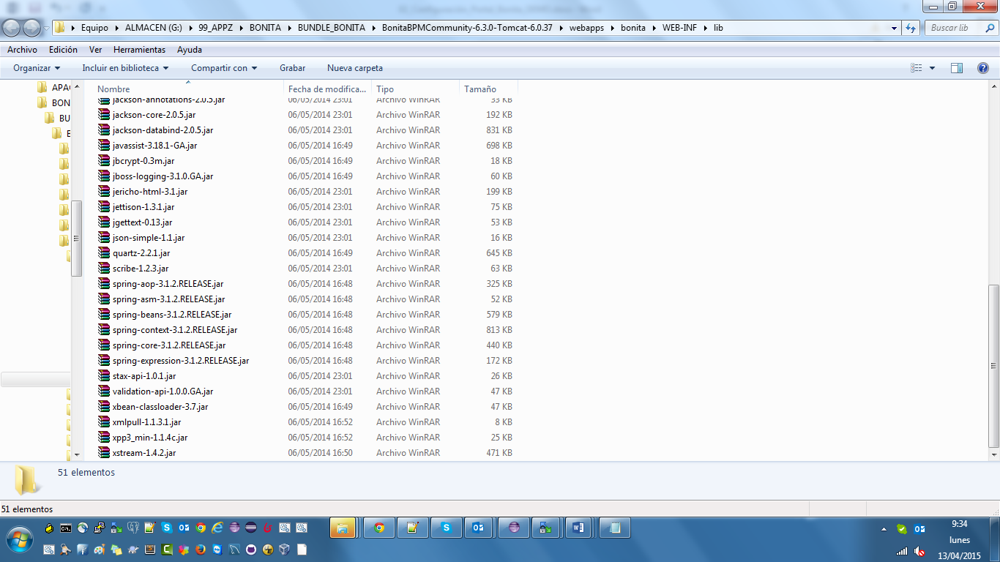 Equipo ALMACEN (G:) 99_APPZ BONITA BUNDLE_BONITA BonitaBPMCommunity-6.3.0-Tomcat-6.0.37 webapps bonita WEB-INF lib Buscar lib
Archivo Edición Ver Herramientas Ayuda
Organizar Incluir en biblioteca Compartir con Grabar Nueva carpeta
Nombre Fecha de modifica... Tipo Tamaño
APA
BON
BU
E
jackson-annotations-2.0.5.jar 06/05/2014 23:01 Archivo WinRAR 33 KB
jackson-core-2.0.5.jar 06/05/2014 23:01 Archivo WinRAR 192 KB
jackson-databind-2.0.5.jar 06/05/2014 23:01 Archivo WinRAR 831 KB
javassist-3.18.1-GA.jar 06/05/2014 16:49 Archivo WinRAR 698 KB
jbcrypt-0.3m.jar 06/05/2014 16:49 Archivo WinRAR 18 KB
jboss-logging-3.1.0.GA.jar 06/05/2014 16:49 Archivo WinRAR 60 KB
jericho-html-3.1.jar 06/05/2014 23:01 Archivo WinRAR 199 KB
jettison-1.3.1.jar 06/05/2014 23:01 Archivo WinRAR 75 KB
jgettext-0.13.jar 06/05/2014 23:01 Archivo WinRAR 53 KB
json-simple-1.1.jar 06/05/2014 23:01 Archivo WinRAR 16 KB
quartz-2.2.1.jar 06/05/2014 16:49 Archivo WinRAR 645 KB
scribe-1.2.3.jar 06/05/2014 23:01 Archivo WinRAR 63 KB
spring-aop-3.1.2.RELEASE.jar 06/05/2014 16:48 Archivo WinRAR 325 KB
spring-asm-3.1.2.RELEASE.jar 06/05/2014 16:48 Archivo WinRAR 52 KB
spring-beans-3.1.2.RELEASE.jar 06/05/2014 16:48 Archivo WinRAR 579 KB
spring-context-3.1.2.RELEASE.jar 06/05/2014 16:48 Archivo WinRAR 813 KB
spring-core-3.1.2.RELEASE.jar 06/05/2014 16:48 Archivo WinRAR 440 KB
spring-expression-3.1.2.RELEASE.jar 06/05/2014 16:48 Archivo WinRAR 172 KB
stax-api-1.0.1.jar 06/05/2014 23:01 Archivo WinRAR 26 KB
validation-api-1.0.0.GA.jar 06/05/2014 23:01 Archivo WinRAR 47 KB
xbean-classloader-3.7.jar 06/05/2014 16:49 Archivo WinRAR 47 KB
xmlpull-1.1.3.1.jar 06/05/2014 16:52 Archivo WinRAR 8 KB
xpp3_min-1.1.4c.jar 06/05/2014 16:52 Archivo WinRAR 25 KB
xstream-1.4.2.jar 06/05/2014 16:50 Archivo WinRAR 471 KB
51 elementos
51 elementos
9:34
lunes
13/04/2015